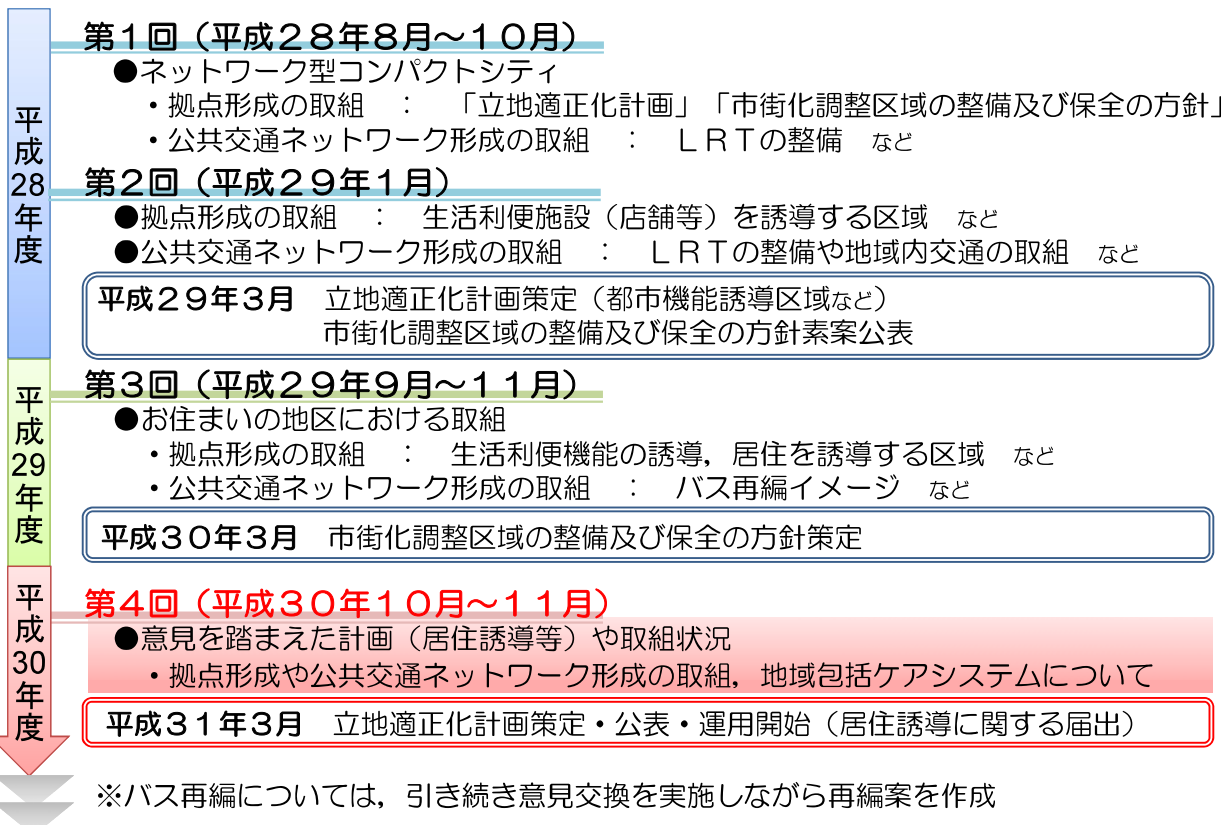 平成28年度
第１回（平成２８年８月～１０月）
●ネットワーク型コンパクトシティ
・拠点形成の取組　：　「立地適正化計画」「市街化調整区域の整備及び保全の方針」
・公共交通ネットワーク形成の取組　：　ＬＲＴの整備　など
第２回（平成２９年１月）
●拠点形成の取組　：　生活利便施設（店舗等）を誘導する区域　など
●公共交通ネットワーク形成の取組　：　ＬＲＴの整備や地域内交通の取組　など
平成２９年３月　立地適正化計画策定（都市機能誘導区域など）
市街化調整区域の整備及び保全の方針素案公表
平成29年度
第３回（平成２９年９月～１１月）
●お住まいの地区における取組
・拠点形成の取組　：　生活利便機能の誘導，居住を誘導する区域　など
・公共交通ネットワーク形成の取組　：　バス再編イメージ　など
平成３０年３月　市街化調整区域の整備及び保全の方針策定
平成30年度
第４回（平成３０年１０月～１１月）
●意見を踏まえた計画（居住誘導等）や取組状況
・拠点形成や公共交通ネットワーク形成の取組，地域包括ケアシステムについて
平成３１年３月　立地適正化計画策定・公表・運用開始（居住誘導に関する届出）
※バス再編については，引き続き意見交換を実施しながら再編案を作成